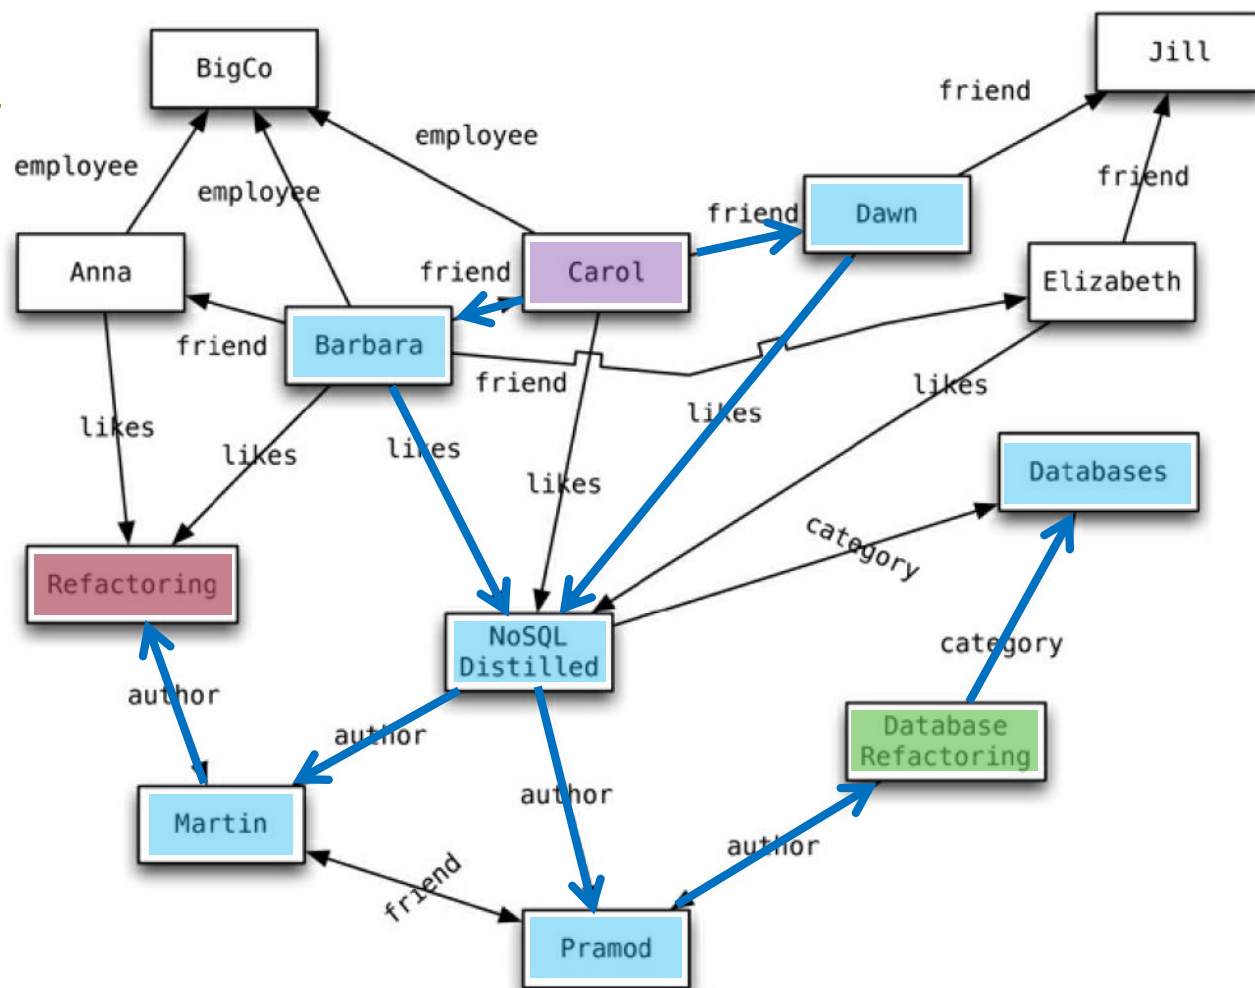 BigCo
Jill
friend
employee
employee
employee
friend
friend
Dawn
Anna
friend
Carol
Elizabeth
friend
Barbara
friend
likes
likes
likes
likes
likes
likes
Databases
category
Refactoring
NoSQL
Distilled
category
author
author
Database
Refactoring
author
Martin
author
friend
Pramod